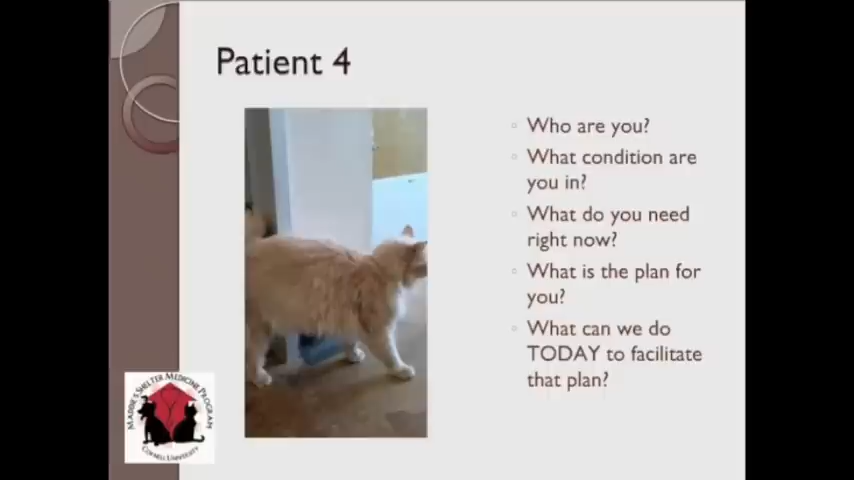 Patient 4
Who are you?
What condition are
you in?
What do you need
right now?
What is the plan for
you?
What can we do
TODAY to facilitate
that plan?
MADDIE'S SHELTER MEDICINE PROGRAM
CORNELL UNIVERSITY